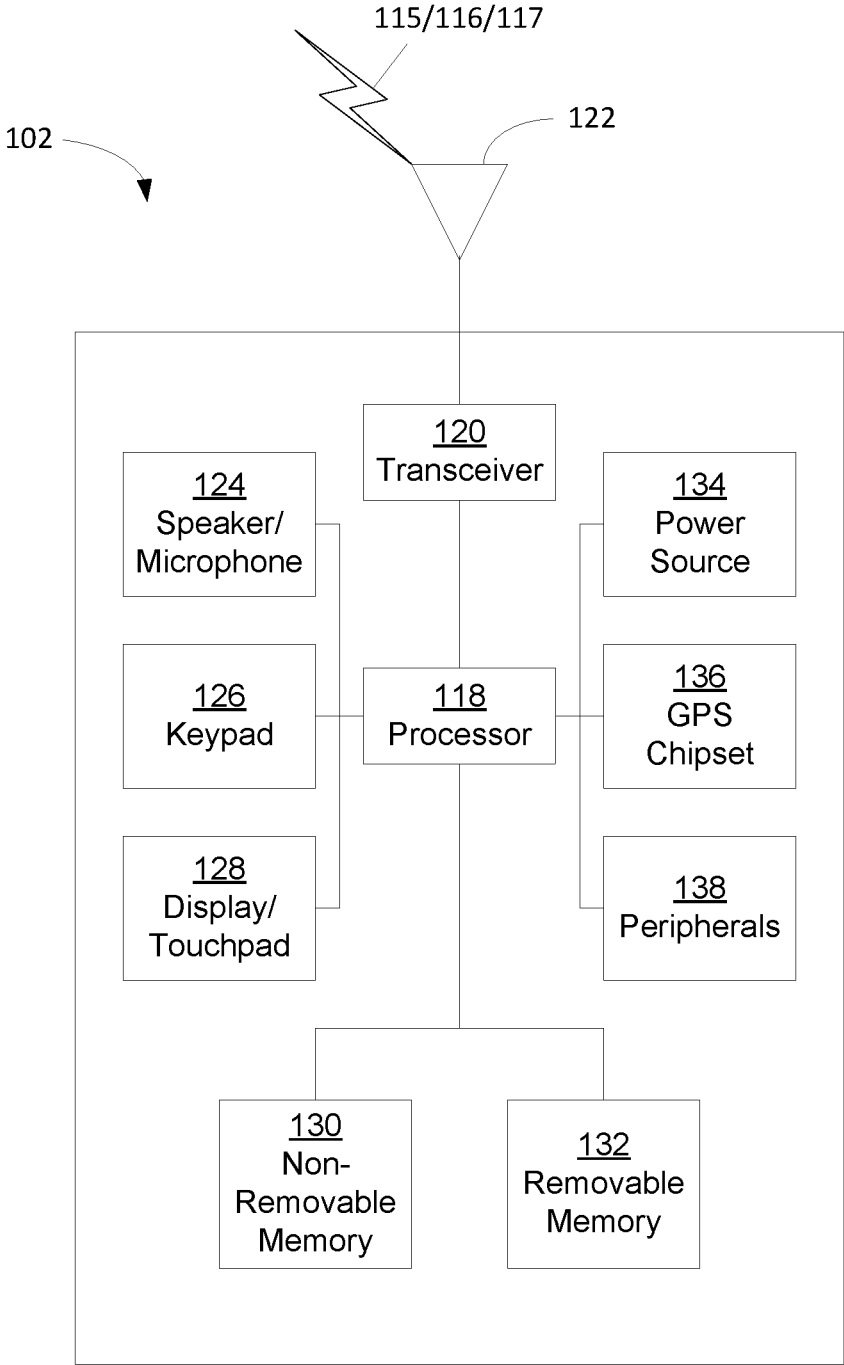 115/116/117
122
102
120
Transceiver
124
Speaker/
Microphone
134
Power
Source
126
Keypad
118
Processor
136
GPS
Chipset
128
Display/
Touchpad
138
Peripherals
130
Non-
Removable
Memory
132
Removable
Memory